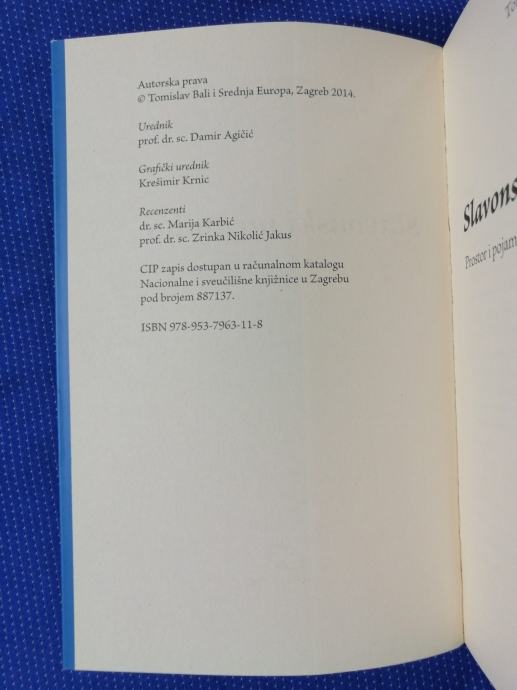 Autorska prava
© Tomislav Bali i Srednja Europa, Zagreb 2014.
Urednik
prof. dr. sc. Damir Agičić
Grafički urednik
Krešimir Krnic
Recenzenti
dr. sc. Marija Karbić
prof. dr. sc. Zrinka Nikolić Jakus
CIP zapis dostupan u računalnom katalogu
Nacionalne i sveučilišne knjižnice u Zagrebu
pod brojem 887137.
ISBN 978-953-7963-11-8
Slavons
Prostor i pojam